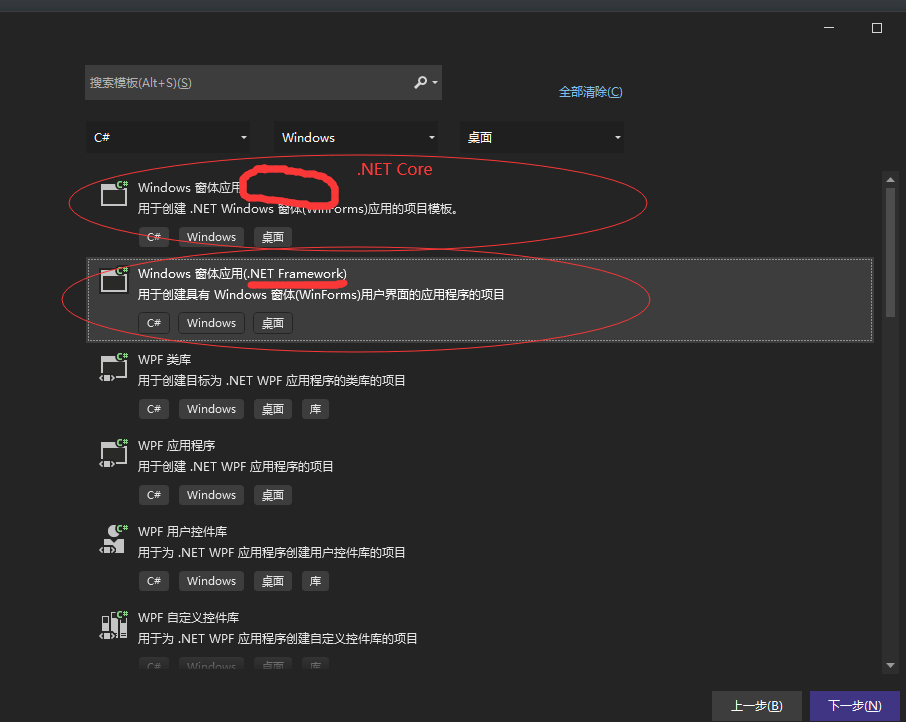 搜索模板(Alt+S)(S)
全部清除(C)
C# Windows 桌面
.NET Core
Windows 窗体应用
用于创建 .NET Windows 窗体(WinForms)应用的项目模板。
C# Windows 桌面
Windows 窗体应用(.NET Framework)
用于创建具有 Windows 窗体(WinForms)用户界面的应用程序的项目
C# Windows 桌面
WPF 类库
用于创建目标为 .NET WPF 应用程序的类库的项目
C# Windows 桌面 库
WPF 应用程序
用于创建 .NET WPF 应用程序的项目
C# Windows 桌面
WPF 用户控件库
用于为 .NET WPF 应用程序创建用户控件库的项目
C# Windows 桌面 库
WPF 自定义控件库
用于为 .NET WPF 应用程序创建自定义控件库的项目
C# Windows 桌面 库
上一步(B) 下一步(N)